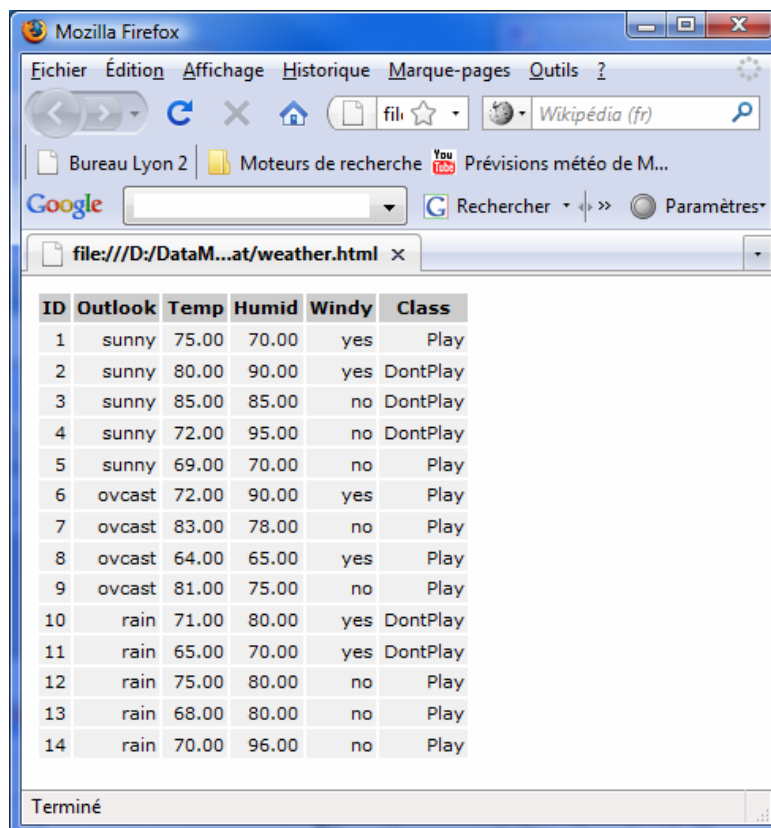 Mozilla Firefox
Fichier Édition Affichage Historique Marque-pages Outils ?
fil Wikipédia (fr)
Bureau Lyon 2 Moteurs de recherche You Tube Prévisions météo de M...
Google G Rechercher » Paramètres
file:///D:/DataM...at/weather.html
ID Outlook Temp Humid Windy Class
1 sunny 75.00 70.00 yes Play
2 sunny 80.00 90.00 yes DontPlay
3 sunny 85.00 85.00 no DontPlay
4 sunny 72.00 95.00 no DontPlay
5 sunny 69.00 70.00 no Play
6 ovcast 72.00 90.00 yes Play
7 ovcast 83.00 78.00 no Play
8 ovcast 64.00 65.00 yes Play
9 ovcast 81.00 75.00 no Play
10 rain 71.00 80.00 yes DontPlay
11 rain 65.00 70.00 yes DontPlay
12 rain 75.00 80.00 no Play
13 rain 68.00 80.00 no Play
14 rain 70.00 96.00 no Play
Terminé